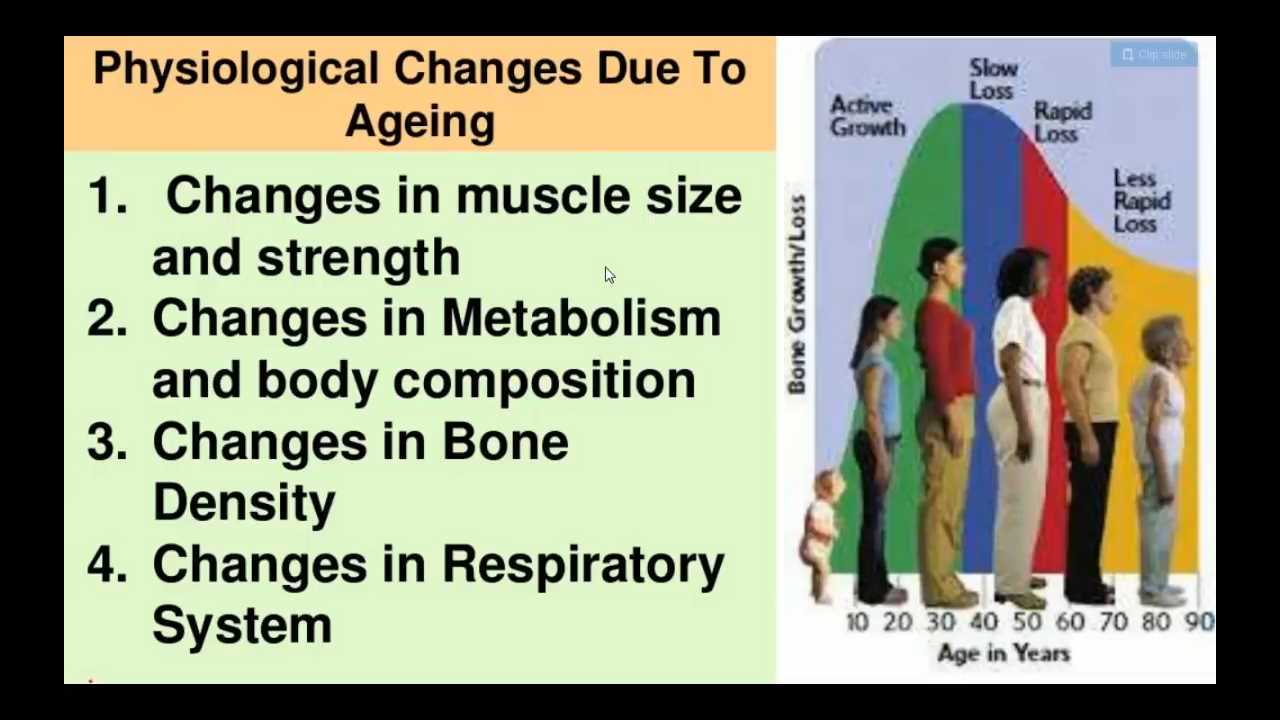 Physiological Changes Due To
Ageing
1. Changes in muscle size
and strength
2. Changes in Metabolism
and body composition
3. Changes in Bone
Density
4. Changes in Respiratory
System
Clip slide
Slow
Loss
Active
Growth
Rapid
Loss
Less
Rapid
Loss
Bone Growth/Loss
10 20 30 40 50 60 70 80 90
Age in Years